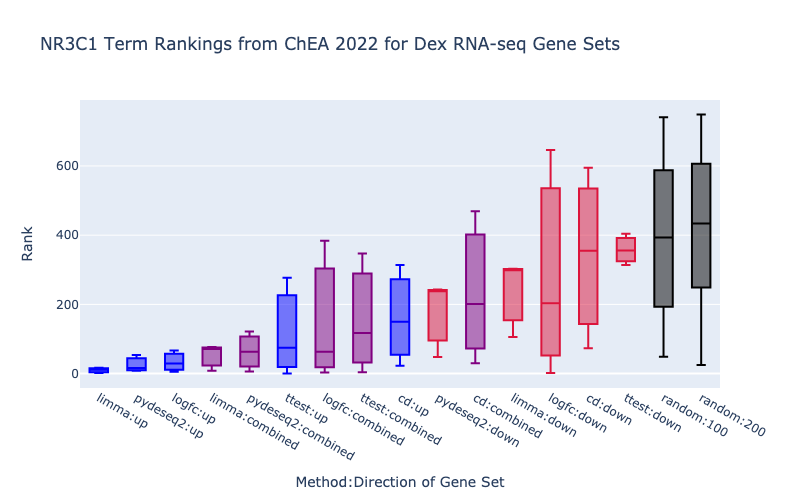 NR3C1 Term Rankings from ChEA 2022 for Dex RNA-seq Gene Sets
Rank
600
400
200
0
limma:up
pydeseq2:up
logfc:up
limma:combined
pydeseq2:combined
ttest:up
logfc:combined
ttest:combined
cd:up
pydeseq2:down
cd:combined
limma:down
logfc:down
cd:down
ttest:down
random:100
random:200
Method:Direction of Gene Set